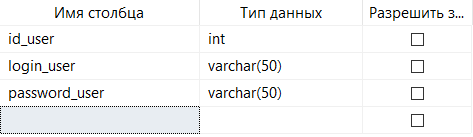 Имя столбца Тип данных Разрешить з...
id_user int
login_user varchar(50)
password_user varchar(50)